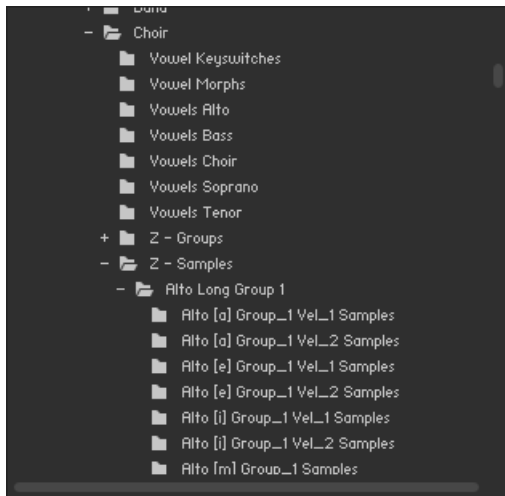 + Band
- Choir
Vowel Keyswitches
Vowel Morphs
Vowels Alto
Vowels Bass
Vowels Choir
Vowels Soprano
Vowels Tenor
+ Z - Groups
- Z - Samples
- Alto Long Group 1
Alto [a] Group_1 Vel_1 Samples
Alto [a] Group_1 Vel_2 Samples
Alto [e] Group_1 Vel_1 Samples
Alto [e] Group_1 Vel_2 Samples
Alto [i] Group_1 Vel_1 Samples
Alto [i] Group_1 Vel_2 Samples
Alto [m] Group_1 Samples